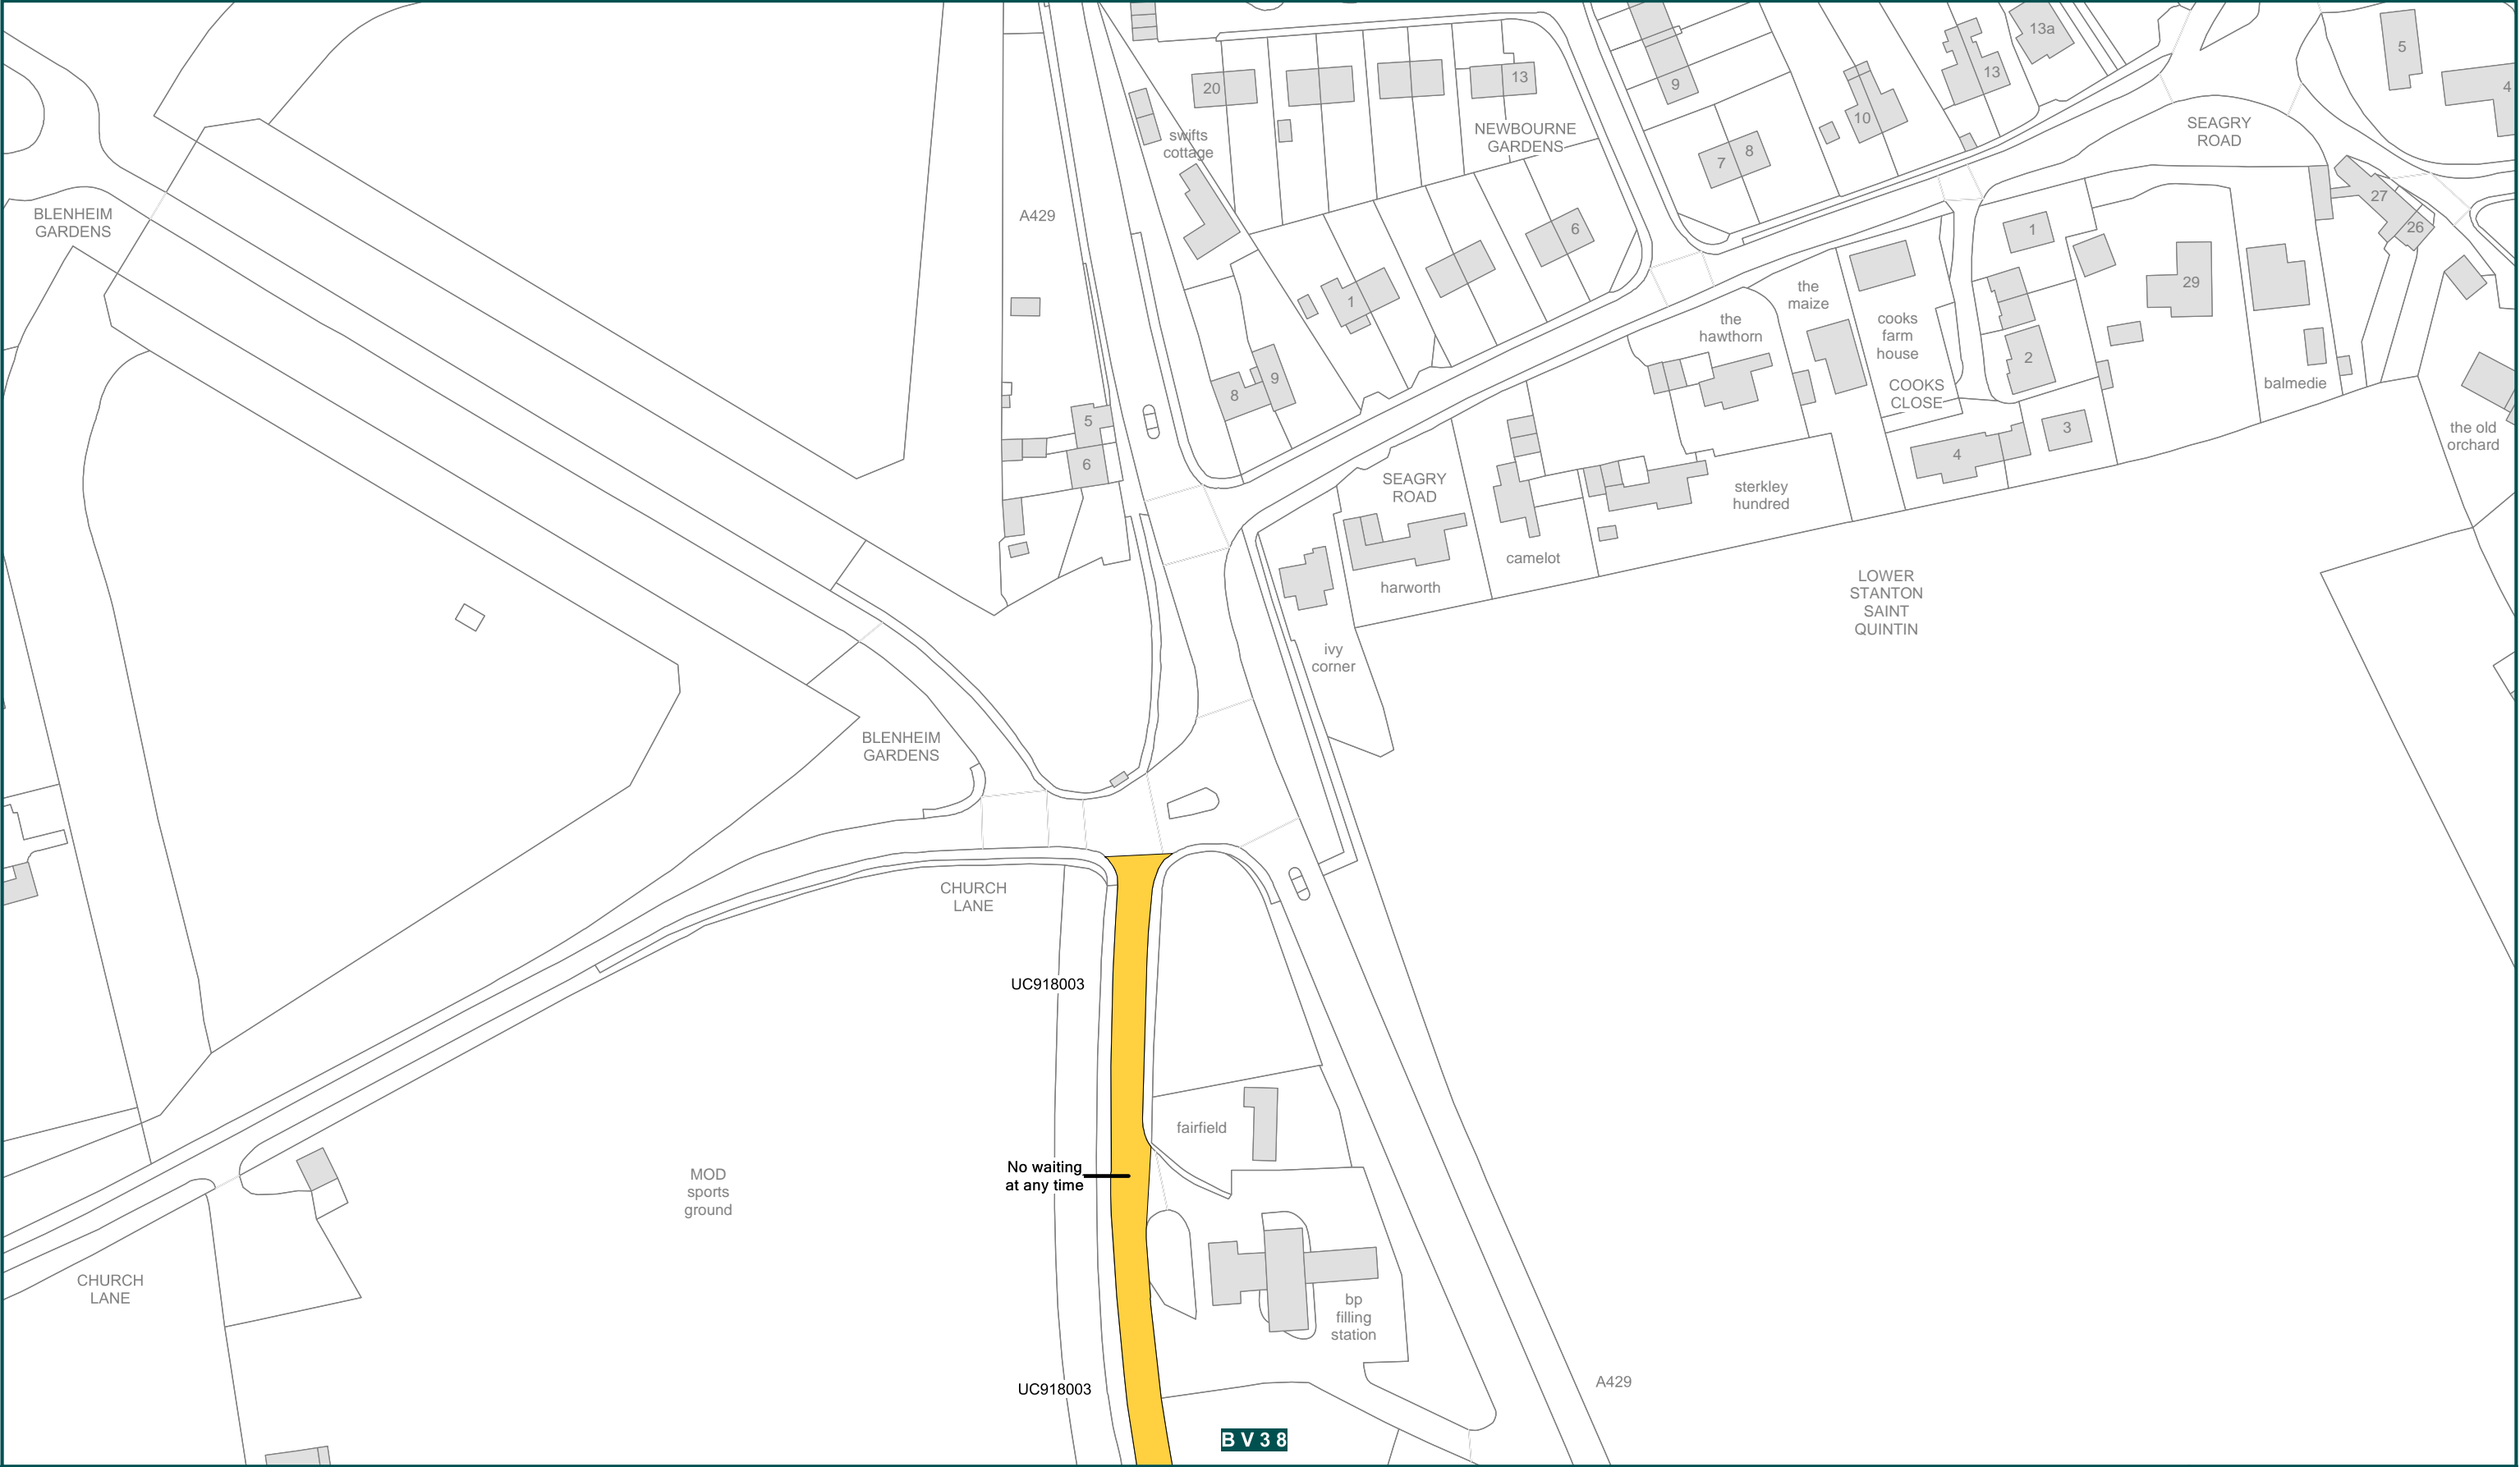 13a
5
13
4
20
13
9
10
swifts
cottage
NEWBOURNE
GARDENS
7
8
SEAGRY
ROAD
27
26
BLENHEIM
GARDENS
A429
6
1
29
1
the
maize
the
hawthorn
cooks
farm
house
2
COOKS
CLOSE
balmedie
8
9
5
6
3
4
the old
orchard
SEAGRY
ROAD
sterkley
hundred
camelot
harworth
LOWER
STANTON
SAINT
QUINTIN
ivy
corner
BLENHEIM
GARDENS
CHURCH
LANE
UC918003
fairfield
No waiting
at any time
MOD
sports
ground
CHURCH
LANE
bp
filling
station
UC918003
A429
BV38